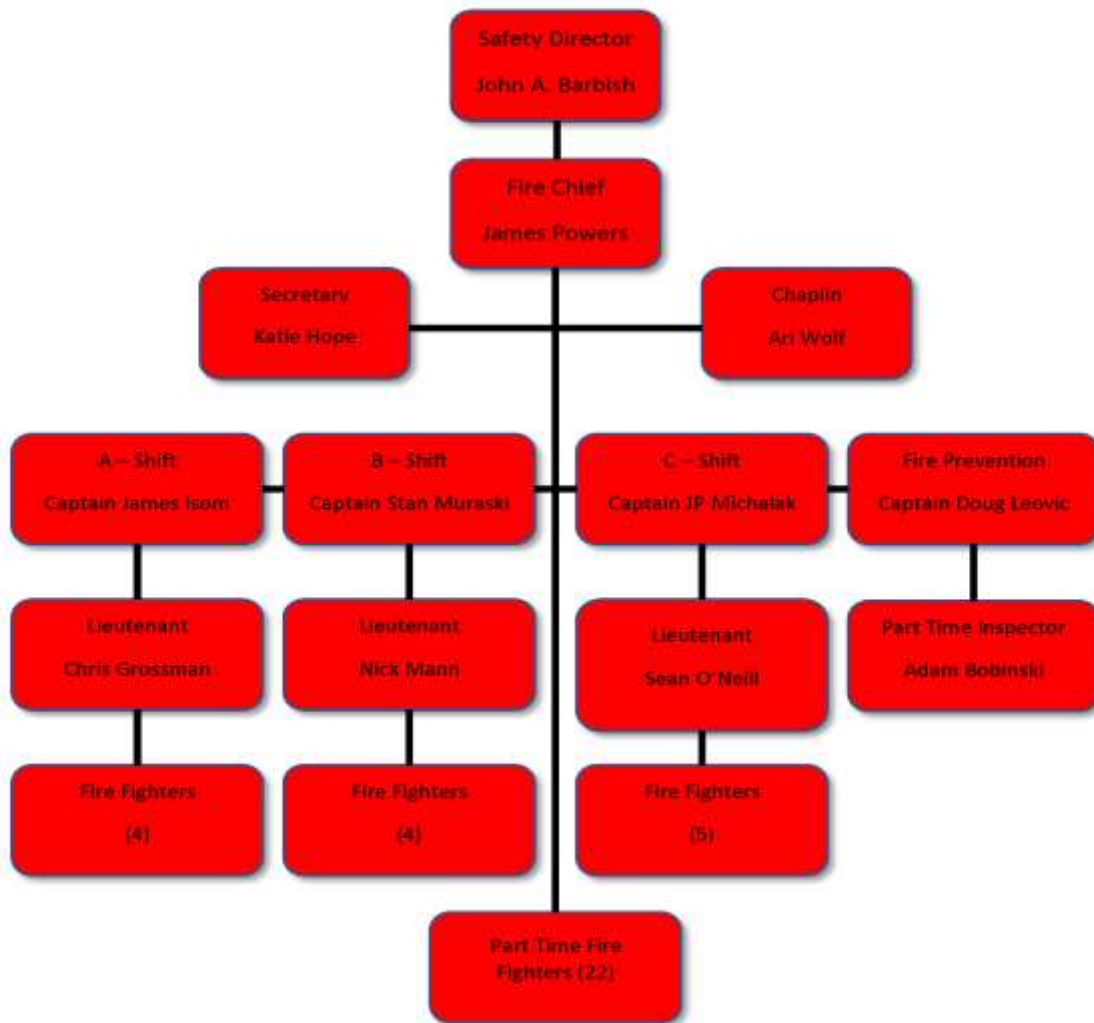 Safety Director
John A. Barbish
Fire Chief
James Powers
Secretary
Katie Hope
Chaplin
Ari Wolf
A – Shift
Captain James Isom
B – Shift
Captain Stan Muraski
C – Shift
Captain JP Michalak
Fire Prevention
Captain Doug Leovic
Lieutenant
Chris Grossman
Lieutenant
Nick Mann
Lieutenant
Sean O'Neill
Part Time Inspector
Adam Bobinski
Fire Fighters
(4)
Fire Fighters
(4)
Fire Fighters
(5)
Part Time Fire
Fighters (22)